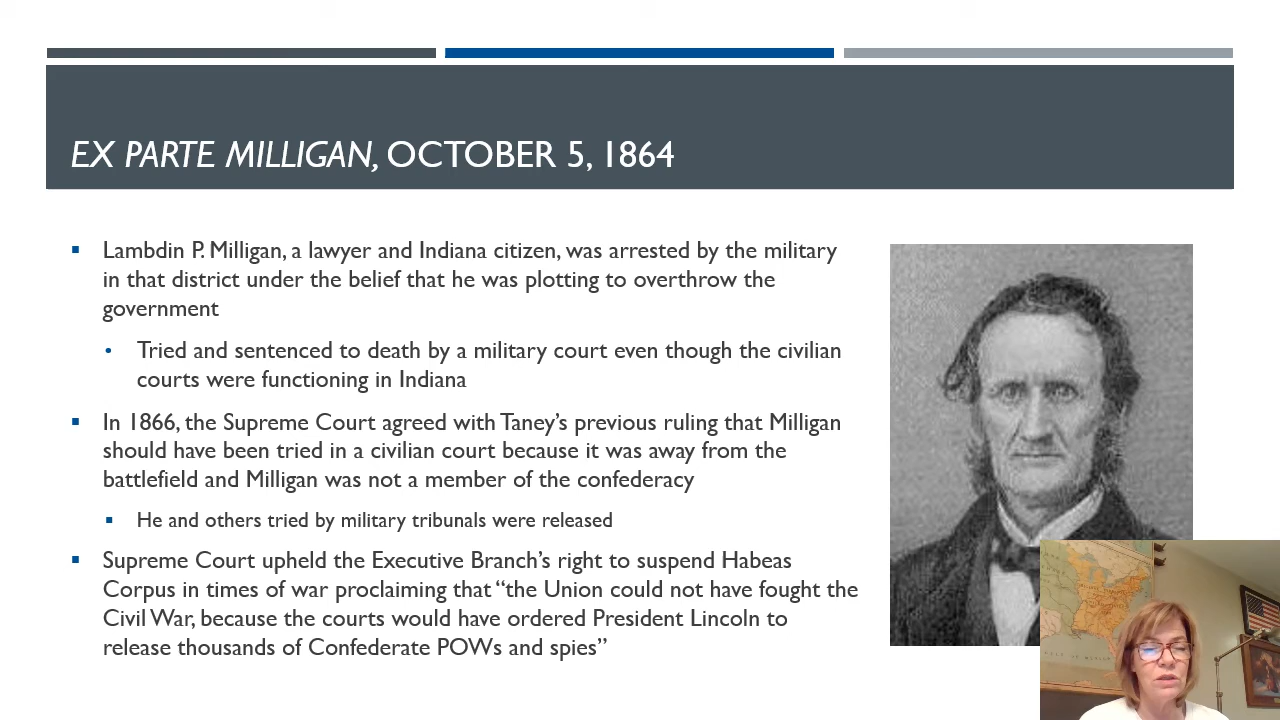 EX PARTE MILLIGAN, OCTOBER 5, 1864
Lambdin P. Milligan, a lawyer and Indiana citizen, was arrested by the military
in that district under the belief that he was plotting to overthrow the
government
Tried and sentenced to death by a military court even though the civilian
courts were functioning in Indiana
In 1866, the Supreme Court agreed with Taney’s previous ruling that Milligan
should have been tried in a civilian court because it was away from the
battlefield and Milligan was not a member of the confederacy
He and others tried by military tribunals were released
Supreme Court upheld the Executive Branch’s right to suspend Habeas
Corpus in times of war proclaiming that “the Union could not have fought the
Civil War, because the courts would have ordered President Lincoln to
release thousands of Confederate POWs and spies”